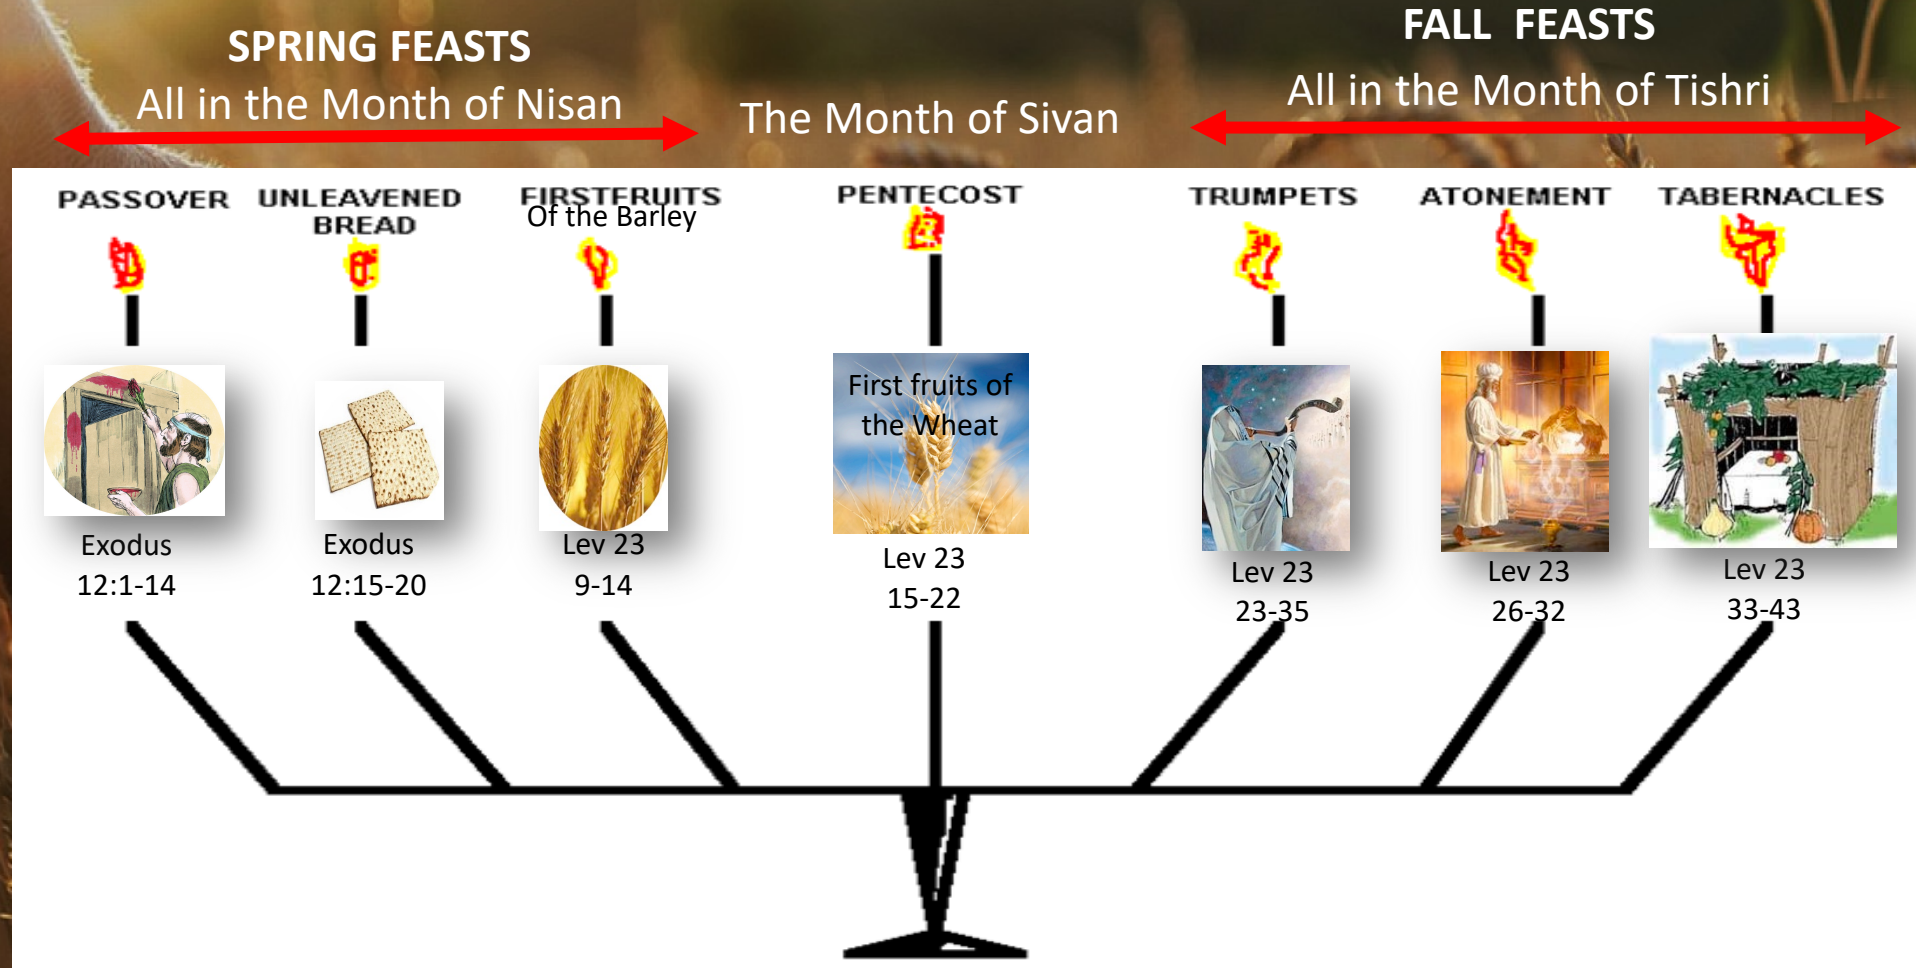 SPRING FEASTS
All in the Month of Nisan
The Month of Sivan
FALL FEASTS
All in the Month of Tishri
PASSOVER
UNLEAVENED
BREAD
FIRSTFRUITS
Of the Barley
PENTECOST
TRUMPETS
ATONEMENT
TABERNACLES
First fruits of
the Wheat
Exodus
12:1-14
Exodus
12:15-20
Lev 23
9-14
Lev 23
15-22
Lev 23
23-35
Lev 23
26-32
Lev 23
33-43